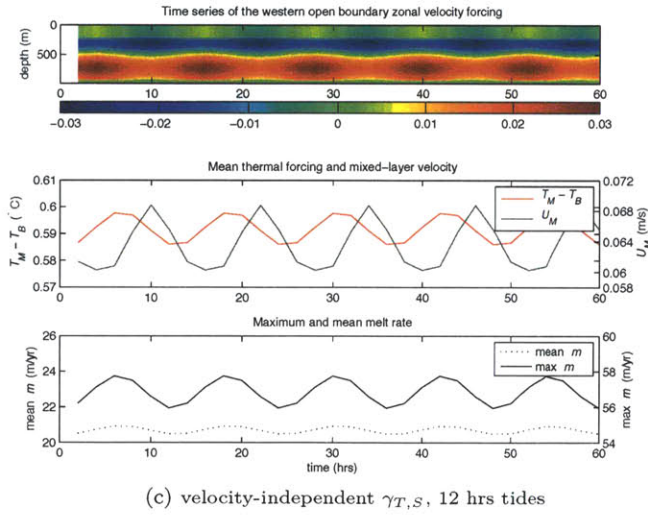 Time series of the western open boundary zonal velocity forcing
depth (m)
500
0 10 20 30 40 50 60
−0.03 −0.02 −0.01 0 0.01 0.02 0.03
Mean thermal forcing and mixed−layer velocity
T_M − T_B (°C)
0.61
0.6
0.59
0.58
0.57
T_M − T_B
U_M
0.072
0.068
0.064
0.06
0.058
U_M (m/s)
10 20 30 40 50 60
Maximum and mean melt rate
mean m (m/yr)
26
24
22
20
mean m
max m
60
58
56
54
max m (m/yr)
0 10 20 30 40 50 60
time (hrs)
(c) velocity-independent γ_{T,S}, 12 hrs tides